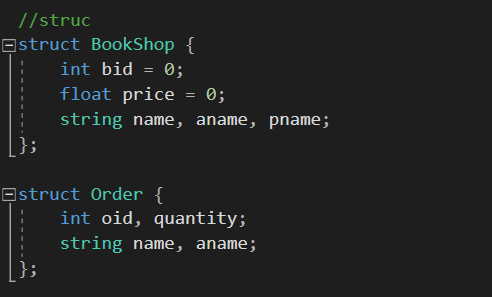 //struc
struct BookShop {
int bid = 0;
float price = 0;
string name, aname, pname;
};
struct Order {
int oid, quantity;
string name, aname;
};